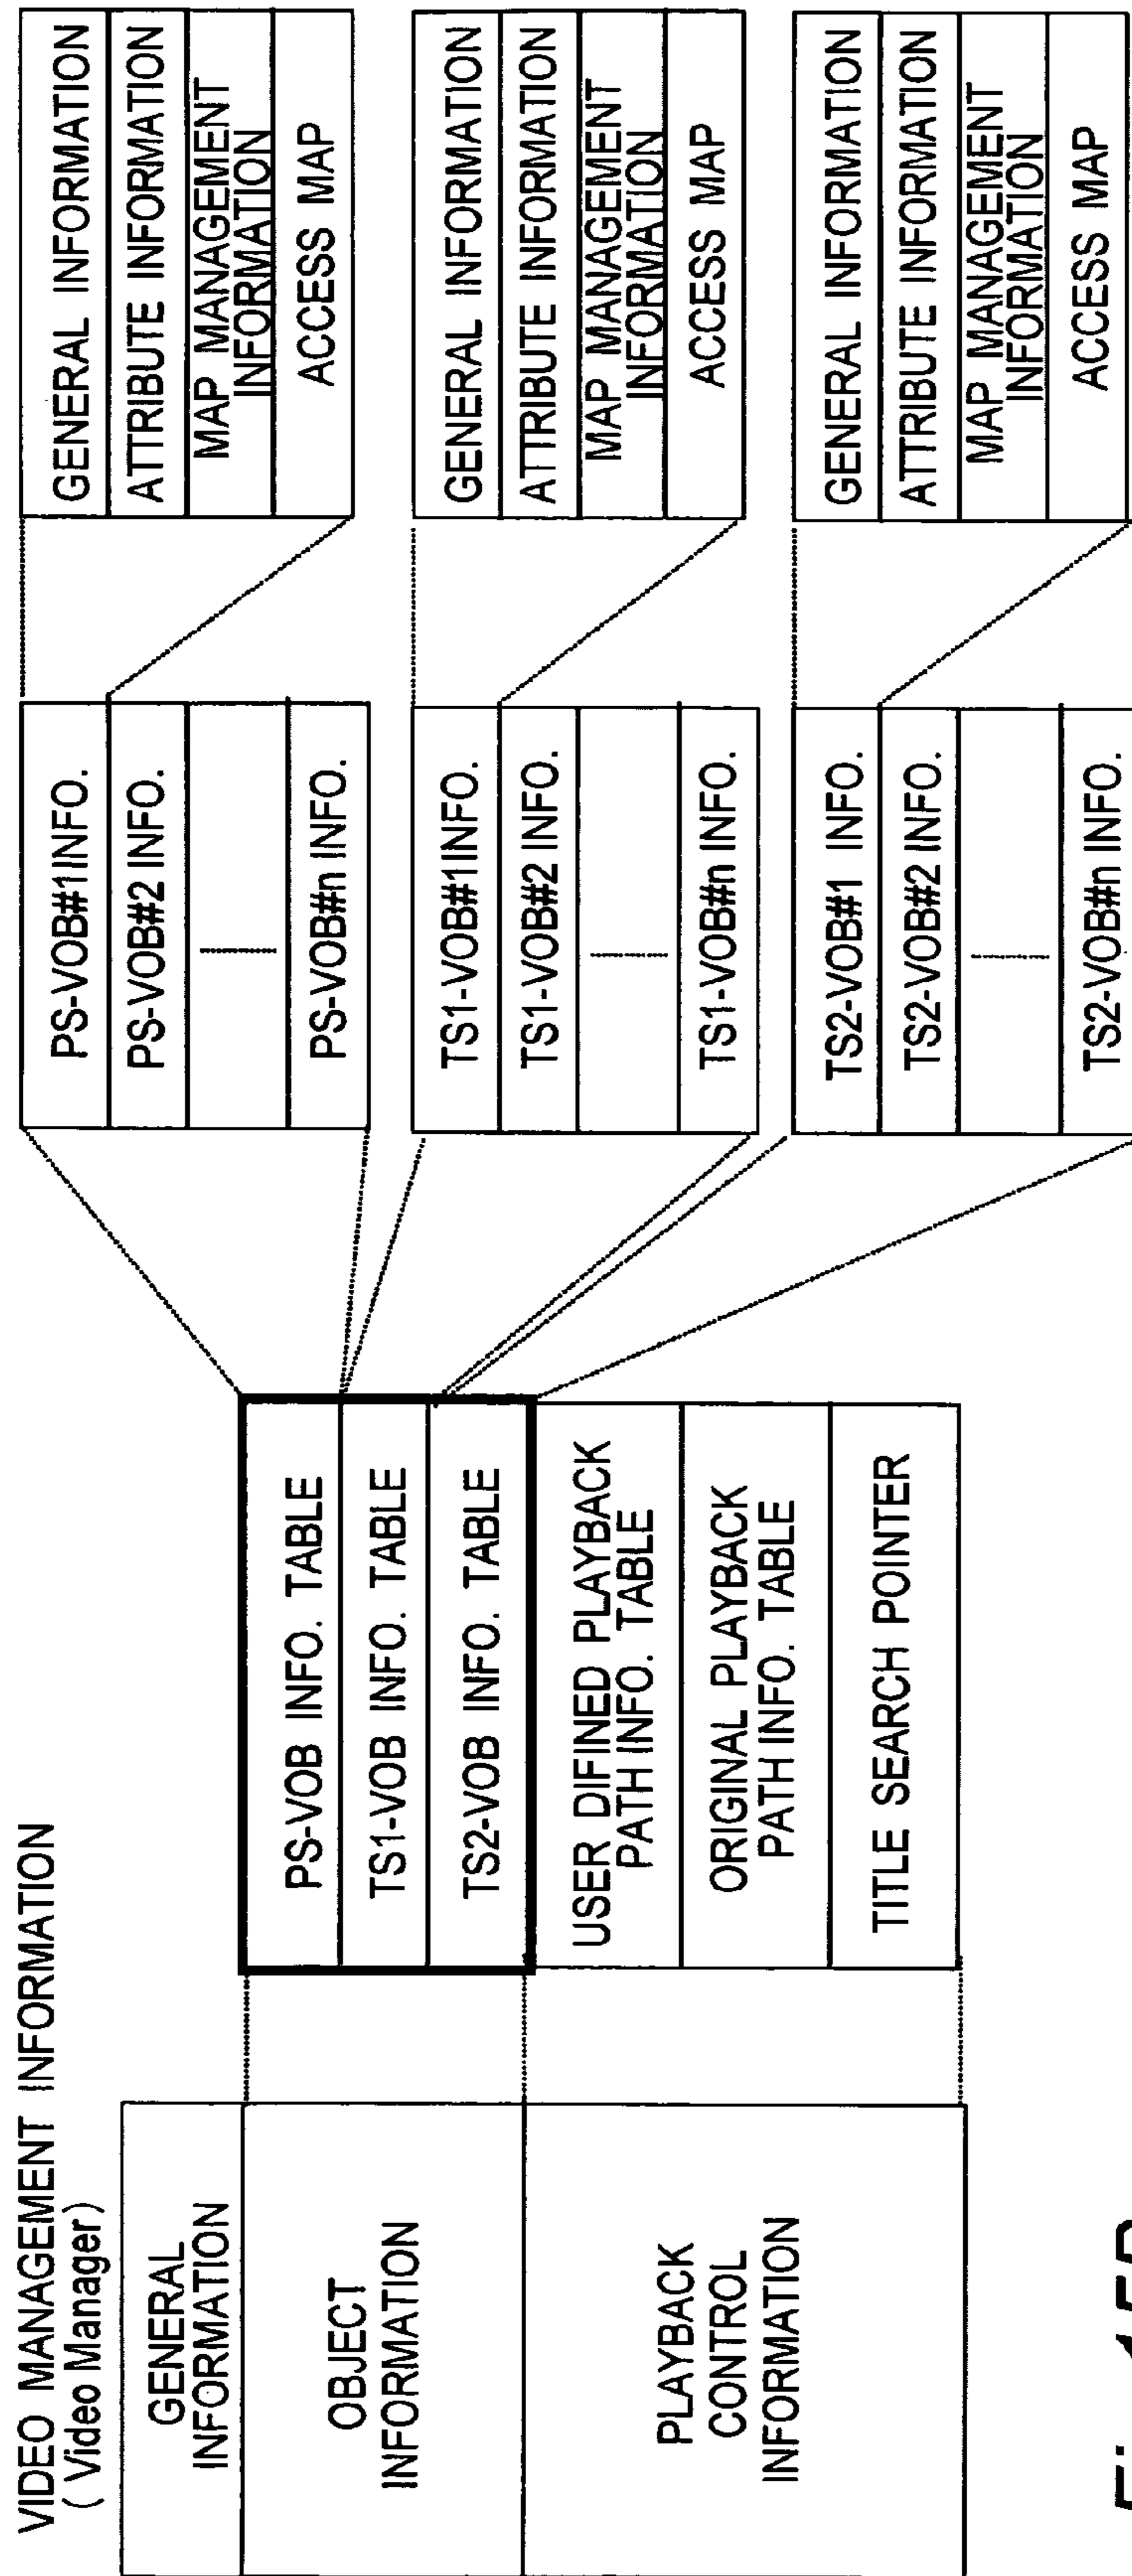 VIDEO MANAGEMENT INFORMATION
( Video Manager )
GENERAL
INFORMATION
OBJECT
INFORMATION
PLAYBACK
CONTROL
INFORMATION
PS-VOB INFO. TABLE
TS1-VOB INFO. TABLE
TS2-VOB INFO. TABLE
USER DIFINED PLAYBACK
PATH INFO. TABLE
ORIGINAL PLAYBACK
PATH INFO. TABLE
TITLE SEARCH POINTER
PS-VOB#1INFO.
PS-VOB#2 INFO.
PS-VOB#n INFO.
TS1-VOB#1INFO.
TS1-VOB#2 INFO.
TS1-VOB#n INFO.
TS2-VOB#1 INFO.
TS2-VOB#2 INFO.
TS2-VOB#n INFO.
GENERAL INFORMATION
ATTRIBUTE INFORMATION
MAP MANAGEMENT
INFORMATION
ACCESS MAP
GENERAL INFORMATION
ATTRIBUTE INFORMATION
MAP MANAGEMENT
INFORMATION
ACCESS MAP
GENERAL INFORMATION
ATTRIBUTE INFORMATION
MAP MANAGEMENT
INFORMATION
ACCESS MAP